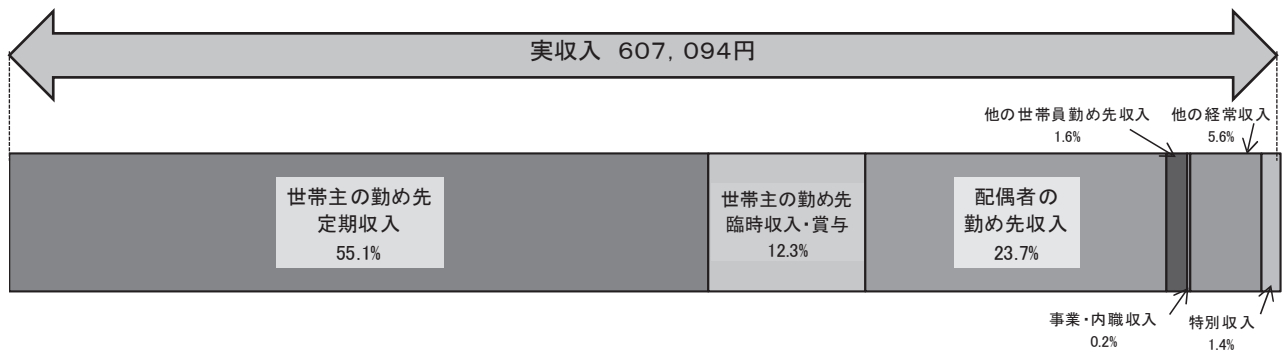 実収入 607,094円
他の世帯員勤め先収入
1.6%
他の経常収入
5.6%
世帯主の勤め先
定期収入
55.1%
世帯主の勤め先
臨時収入・賞与
12.3%
配偶者の
勤め先収入
23.7%
事業・内職収入
0.2%
特別収入
1.4%